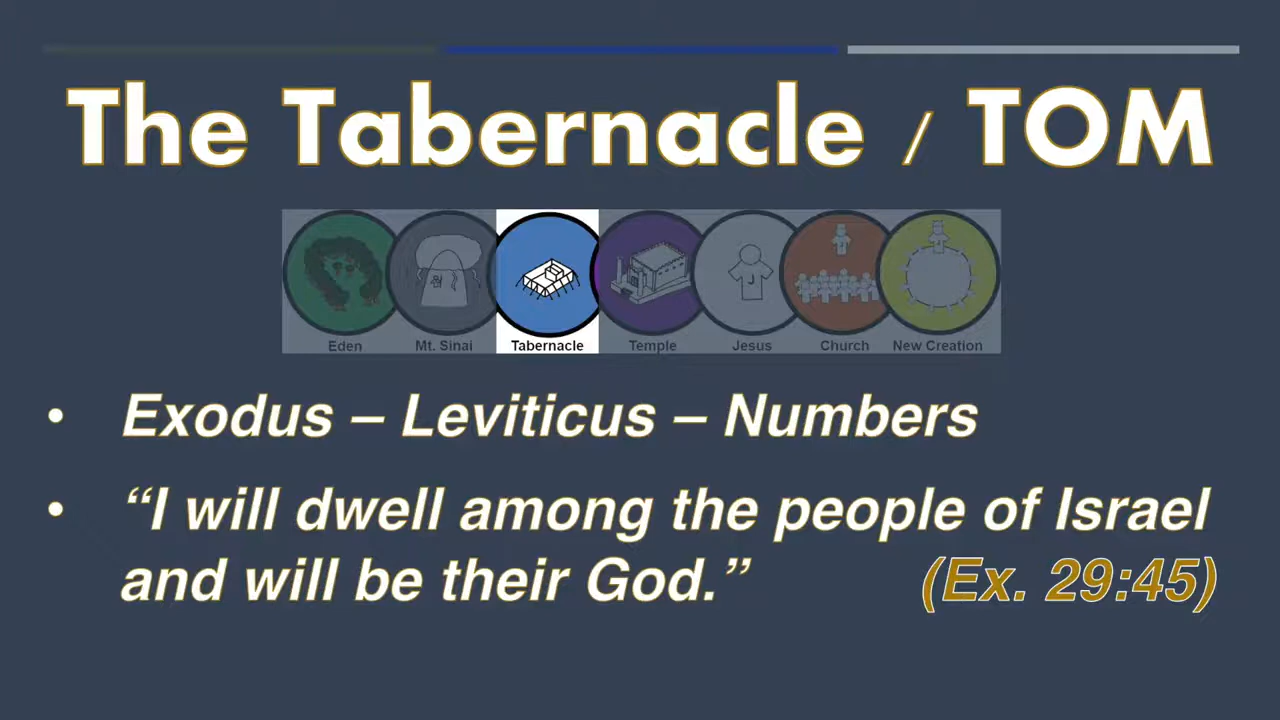 The Tabernacle / TOM
Eden Mt. Sinai Tabernacle Temple Jesus Church New Creation
• Exodus – Leviticus – Numbers
• “I will dwell among the people of Israel
and will be their God.” (Ex. 29:45)